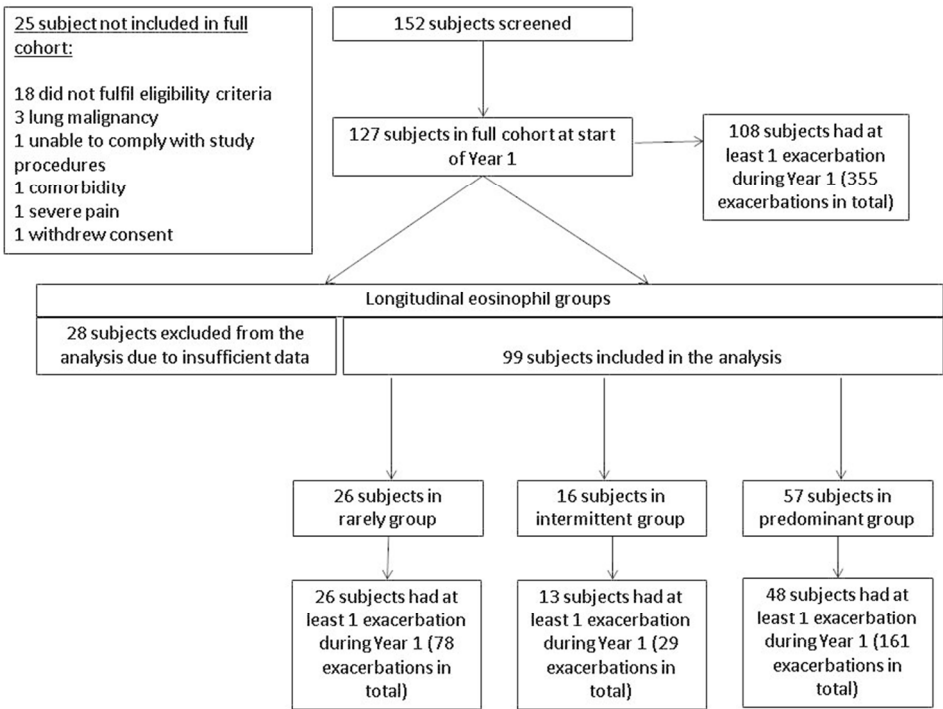 25 subject not included in full
cohort:
18 did not fulfil eligibility criteria
3 lung malignancy
1 unable to comply with study
procedures
1 comorbidity
1 severe pain
1 withdrew consent
152 subjects screened
127 subjects in full cohort at start
of Year 1
108 subjects had at
least 1 exacerbation
during Year 1 (355
exacerbations in total)
Longitudinal eosinophil groups
28 subjects excluded from the
analysis due to insufficient data
99 subjects included in the analysis
26 subjects in
rarely group
16 subjects in
intermittent group
57 subjects in
predominant group
26 subjects had at
least 1 exacerbation
during Year 1 (78
exacerbations in
total)
13 subjects had at
least 1 exacerbation
during Year 1 (29
exacerbations in
total)
48 subjects had at
least 1 exacerbation
during Year 1 (161
exacerbations in
total)